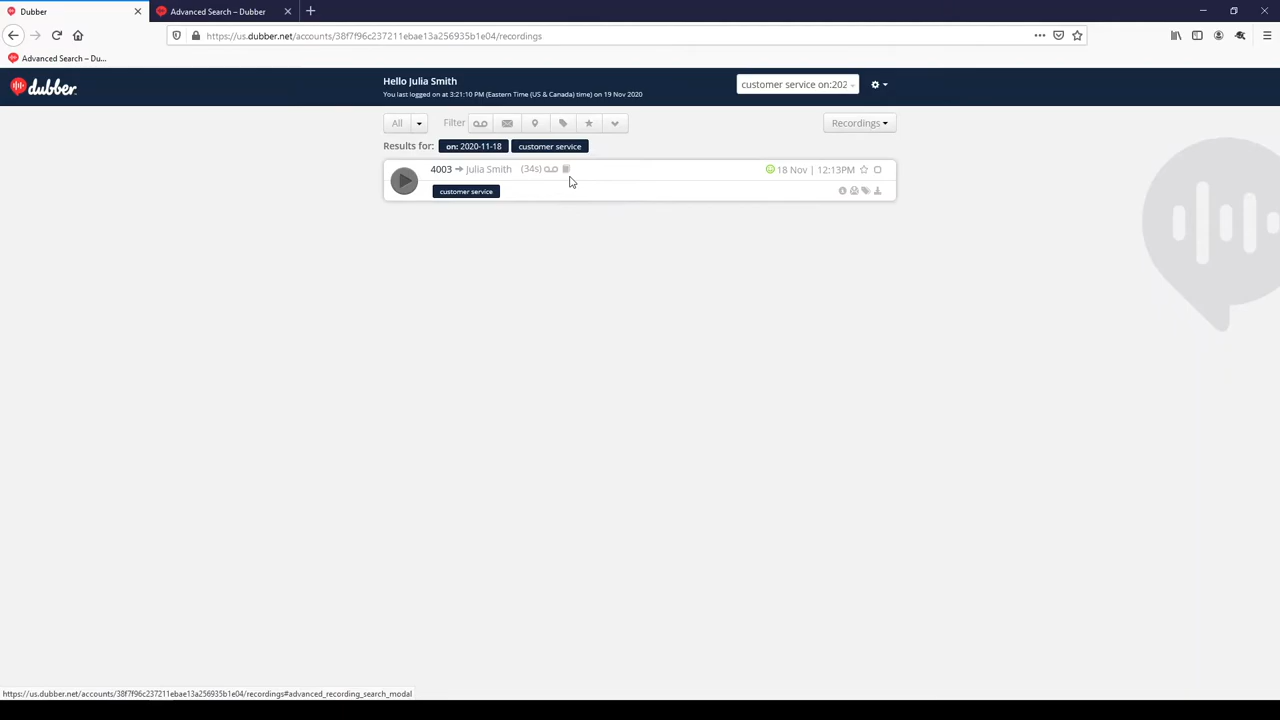 Dubber
Advanced Search – Dubber
https://us.dubber.net/accounts/38f7f96c237211ebae13a256935b1e04/recordings
Advanced Search – Du...
dubber
Hello Julia Smith
You last logged on at 3:21:10 PM (Eastern Time (US & Canada) time) on 19 Nov 2020
customer service on:202
All
Filter
Recordings
Results for: on: 2020-11-18 customer service
4003 → Julia Smith (34s) 18 Nov | 12:13PM
customer service
https://us.dubber.net/accounts/38f7f96c237211ebae13a256935b1e04/recordings#advanced_recording_search_modal